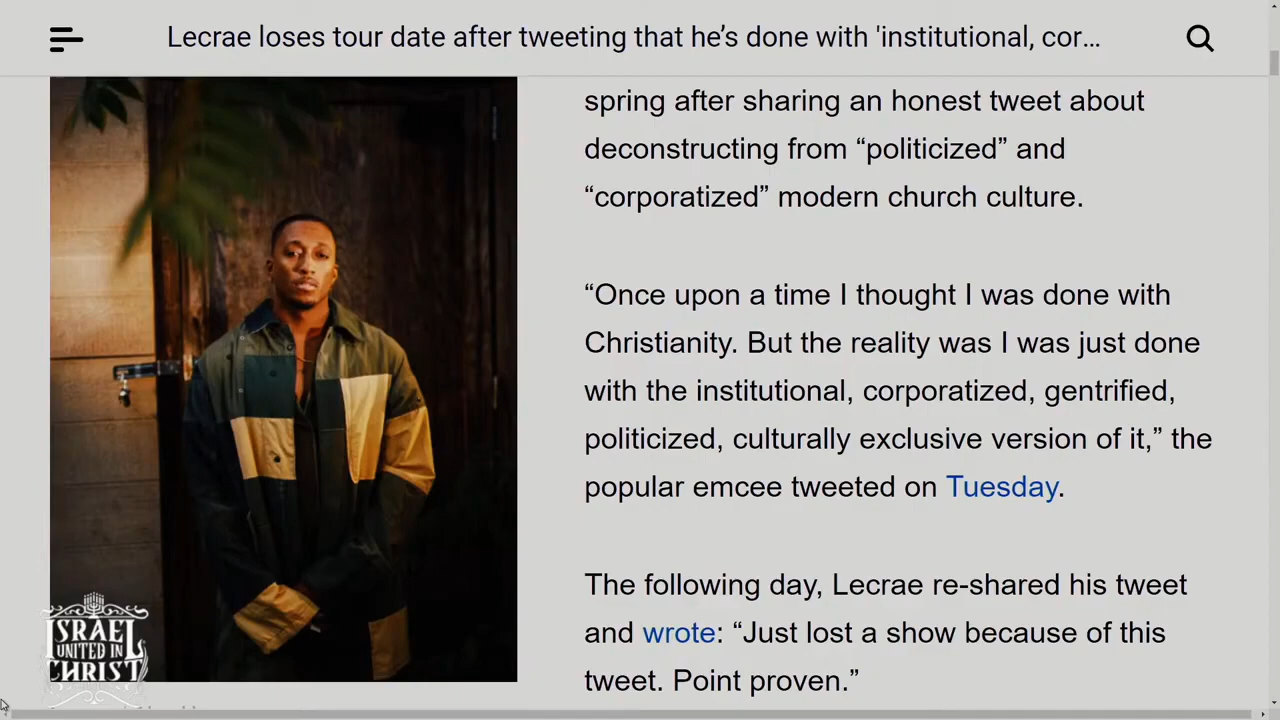 Lecrae loses tour date after tweeting that he’s done with 'institutional, cor...
spring after sharing an honest tweet about
deconstructing from “politicized” and
“corporatized” modern church culture.
“Once upon a time I thought I was done with
Christianity. But the reality was I was just done
with the institutional, corporatized, gentrified,
politicized, culturally exclusive version of it,” the
popular emcee tweeted on Tuesday.
The following day, Lecrae re-shared his tweet
and wrote: “Just lost a show because of this
tweet. Point proven.”
ISRAEL
UNITED IN
CHRIST